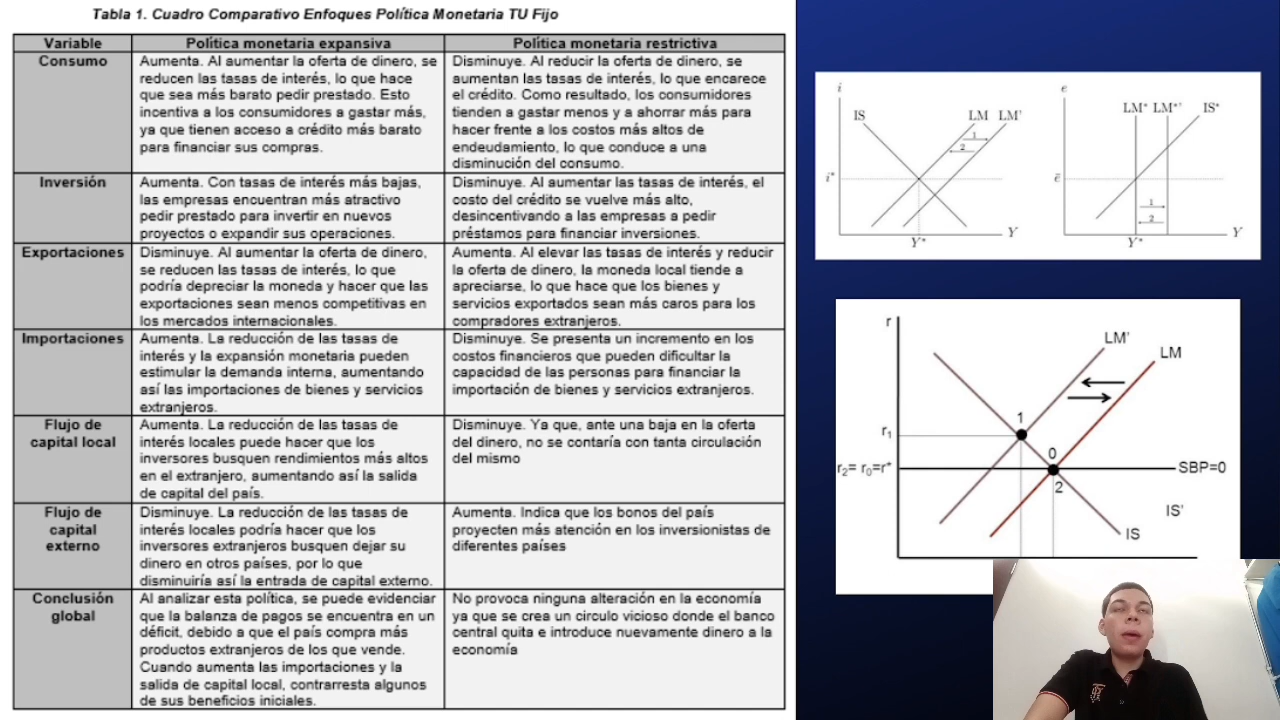 Tabla 1. Cuadro Comparativo Enfoques Política Monetaria TU Fijo
Variable
Política monetaria expansiva
Política monetaria restrictiva
Consumo
Aumenta. Al aumentar la oferta de dinero, se
reducen las tasas de interés, lo que hace
que sea más barato pedir prestado. Esto
incentiva a los consumidores a gastar más,
ya que tienen acceso a crédito más barato
para financiar sus compras.
Disminuye. Al reducir la oferta de dinero, se
aumentan las tasas de interés, lo que encarece
el crédito. Como resultado, los consumidores
tienden a gastar menos y a ahorrar más para
hacer frente a los costos más altos de
endeudamiento, lo que conduce a una
disminución del consumo.
Inversión
Aumenta. Con tasas de interés más bajas,
las empresas encuentran más atractivo
pedir prestado para invertir en nuevos
proyectos o expandir sus operaciones.
Disminuye. Al aumentar las tasas de interés, el
costo del crédito se vuelve más alto,
desincentivando a las empresas a pedir
préstamos para financiar inversiones.
Exportaciones
Disminuye. Al aumentar la oferta de dinero,
se reducen las tasas de interés, lo que
podría depreciar la moneda y hacer que las
exportaciones sean menos competitivas en
los mercados internacionales.
Aumenta. Al elevar las tasas de interés y reducir
la oferta de dinero, la moneda local tiende a
apreciarse, lo que hace que los bienes y
servicios exportados sean más caros para los
compradores extranjeros.
Importaciones
Aumenta. La reducción de las tasas de
interés y la expansión monetaria pueden
estimular la demanda interna, aumentando
así las importaciones de bienes y servicios
extranjeros.
Disminuye. Se presenta un incremento en los
costos financieros que pueden dificultar la
capacidad de las personas para financiar la
importación de bienes y servicios extranjeros.
Flujo de
capital local
Aumenta. La reducción de las tasas de
interés locales puede hacer que los
inversores busquen rendimientos más altos
en el extranjero, aumentando así la salida
de capital del país.
Disminuye. Ya que, ante una baja en la oferta
del dinero, no se contaría con tanta circulación
del mismo
Flujo de
capital
externo
Disminuye. La reducción de las tasas de
interés locales podría hacer que los
inversores extranjeros busquen dejar su
dinero en otros países, por lo que
disminuiría así la entrada de capital externo.
Aumenta. Indica que los bonos del país
proyecten más atención en los inversionistas de
diferentes países
Conclusión
global
Al analizar esta política, se puede evidenciar
que la balanza de pagos se encuentra en un
déficit, debido a que el país compra más
productos extranjeros de los que vende.
Cuando aumenta las importaciones y la
salida de capital local, contrarresta algunos
de sus beneficios iniciales.
No provoca ninguna alteración en la economía
ya que se crea un circulo vicioso donde el banco
central quita e introduce nuevamente dinero a la
economía
i
IS
LM LM'
1
2
i*
Y*
Y
e
LM* LM*'
IS*
ē
1
2
Y*
Y
r
LM'
LM
1
r1
0
r2= r0=r*
SBP=0
2
IS'
IS